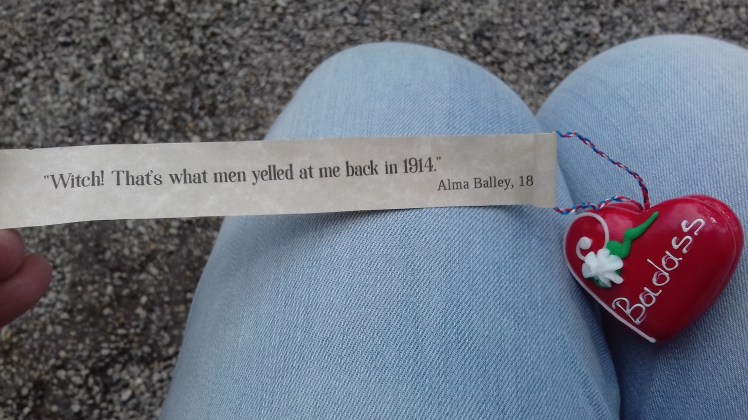 "Witch! That's what men yelled at me back in 1914."
Alma Balley, 18
Badass.